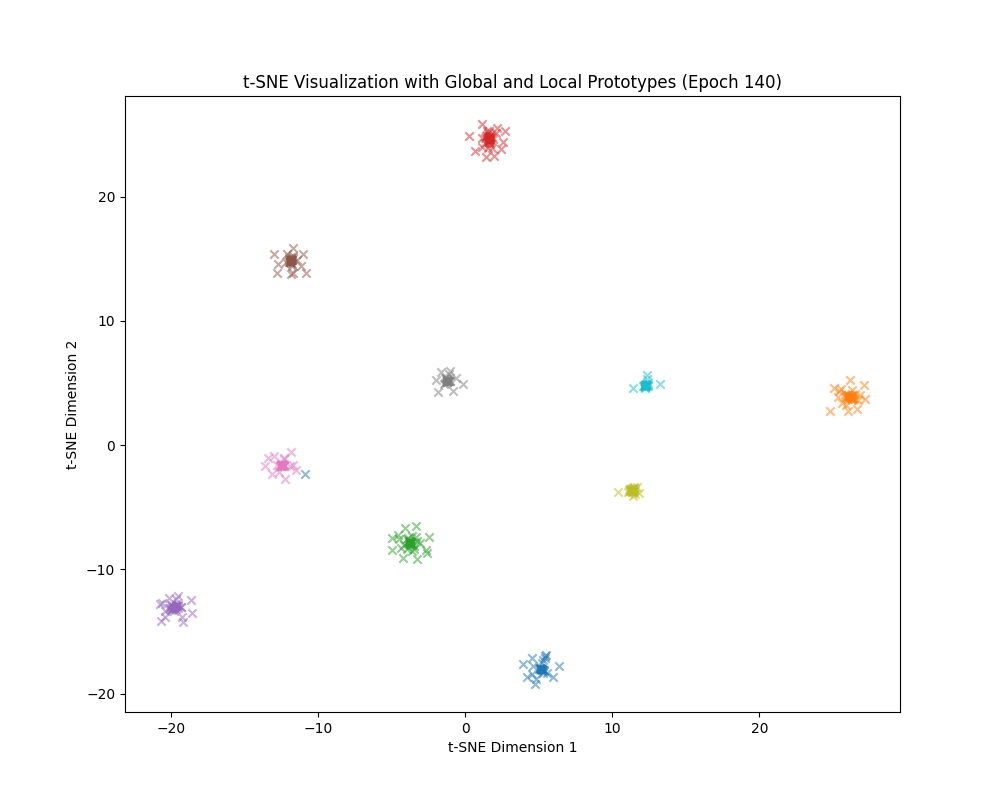 t-SNE Visualization with Global and Local Prototypes (Epoch 140)
20
10
0
−10
−20
t-SNE Dimension 2
−20 −10 0 10 20
t-SNE Dimension 1